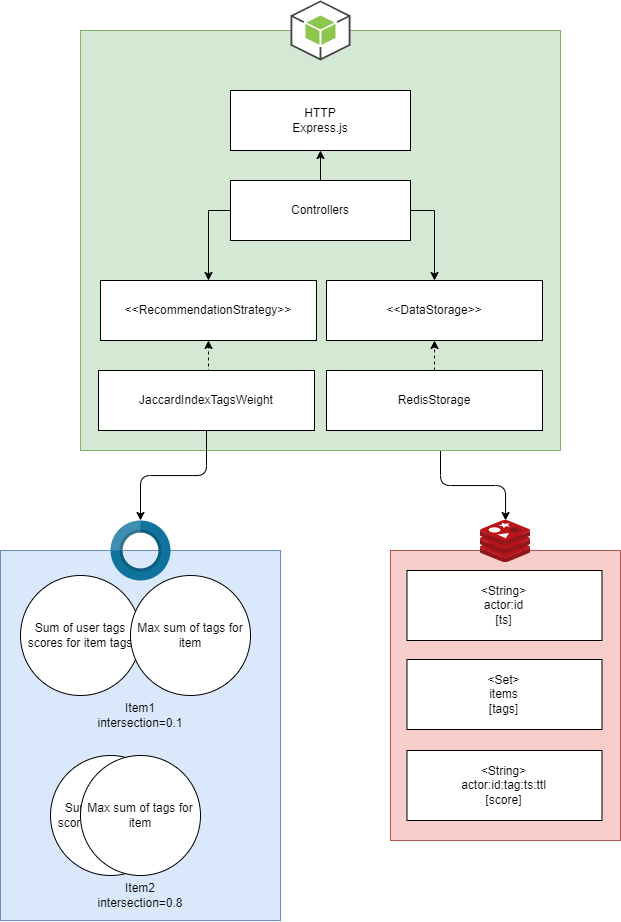 HTTP
Express.js
Controllers
<<RecommendationStrategy>>
<<DataStorage>>
JaccardIndexTagsWeight
RedisStorage
Sum of user tags
scores for item tags
Max sum of tags for
item
Item1
intersection=0.1
Su
scor
Max sum of tags for
item
Item2
intersection=0.8
<String>
actor:id
[ts]
<Set>
items
[tags]
<String>
actor:id:tag:ts:ttl
[score]